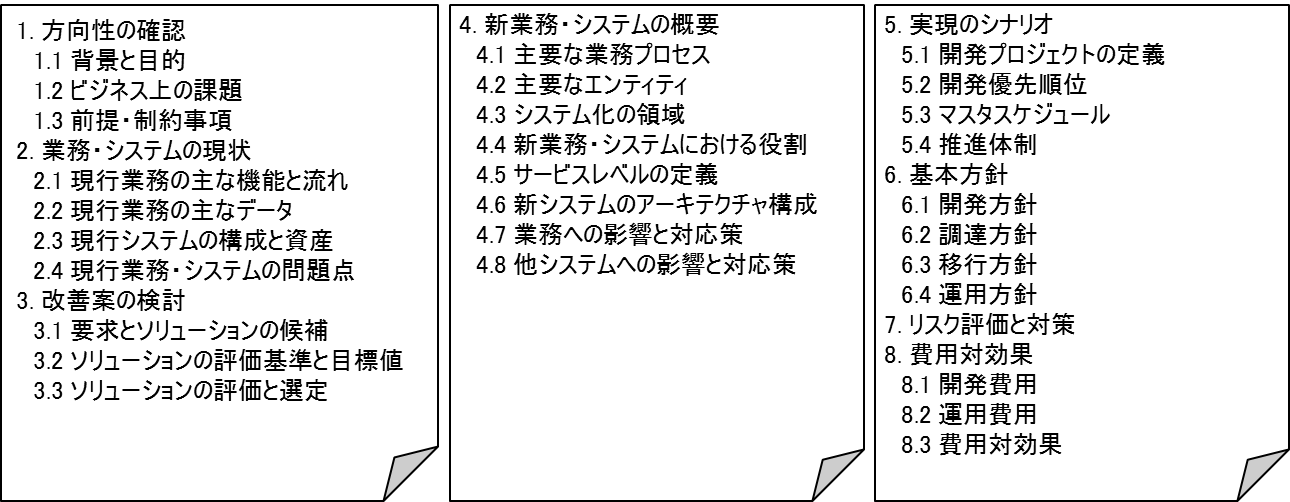 1. 方向性の確認
1.1 背景と目的
1.2 ビジネス上の課題
1.3 前提・制約事項
2. 業務・システムの現状
2.1 現行業務の主な機能と流れ
2.2 現行業務の主なデータ
2.3 現行システムの構成と資産
2.4 現行業務・システムの問題点
3. 改善案の検討
3.1 要求とソリューションの候補
3.2 ソリューションの評価基準と目標値
3.3 ソリューションの評価と選定
4. 新業務・システムの概要
4.1 主要な業務プロセス
4.2 主要なエンティティ
4.3 システム化の領域
4.4 新業務・システムにおける役割
4.5 サービスレベルの定義
4.6 新システムのアーキテクチャ構成
4.7 業務への影響と対応策
4.8 他システムへの影響と対応策
5. 実現のシナリオ
5.1 開発プロジェクトの定義
5.2 開発優先順位
5.3 マスタスケジュール
5.4 推進体制
6. 基本方針
6.1 開発方針
6.2 調達方針
6.3 移行方針
6.4 運用方針
7. リスク評価と対策
8. 費用対効果
8.1 開発費用
8.2 運用費用
8.3 費用対効果